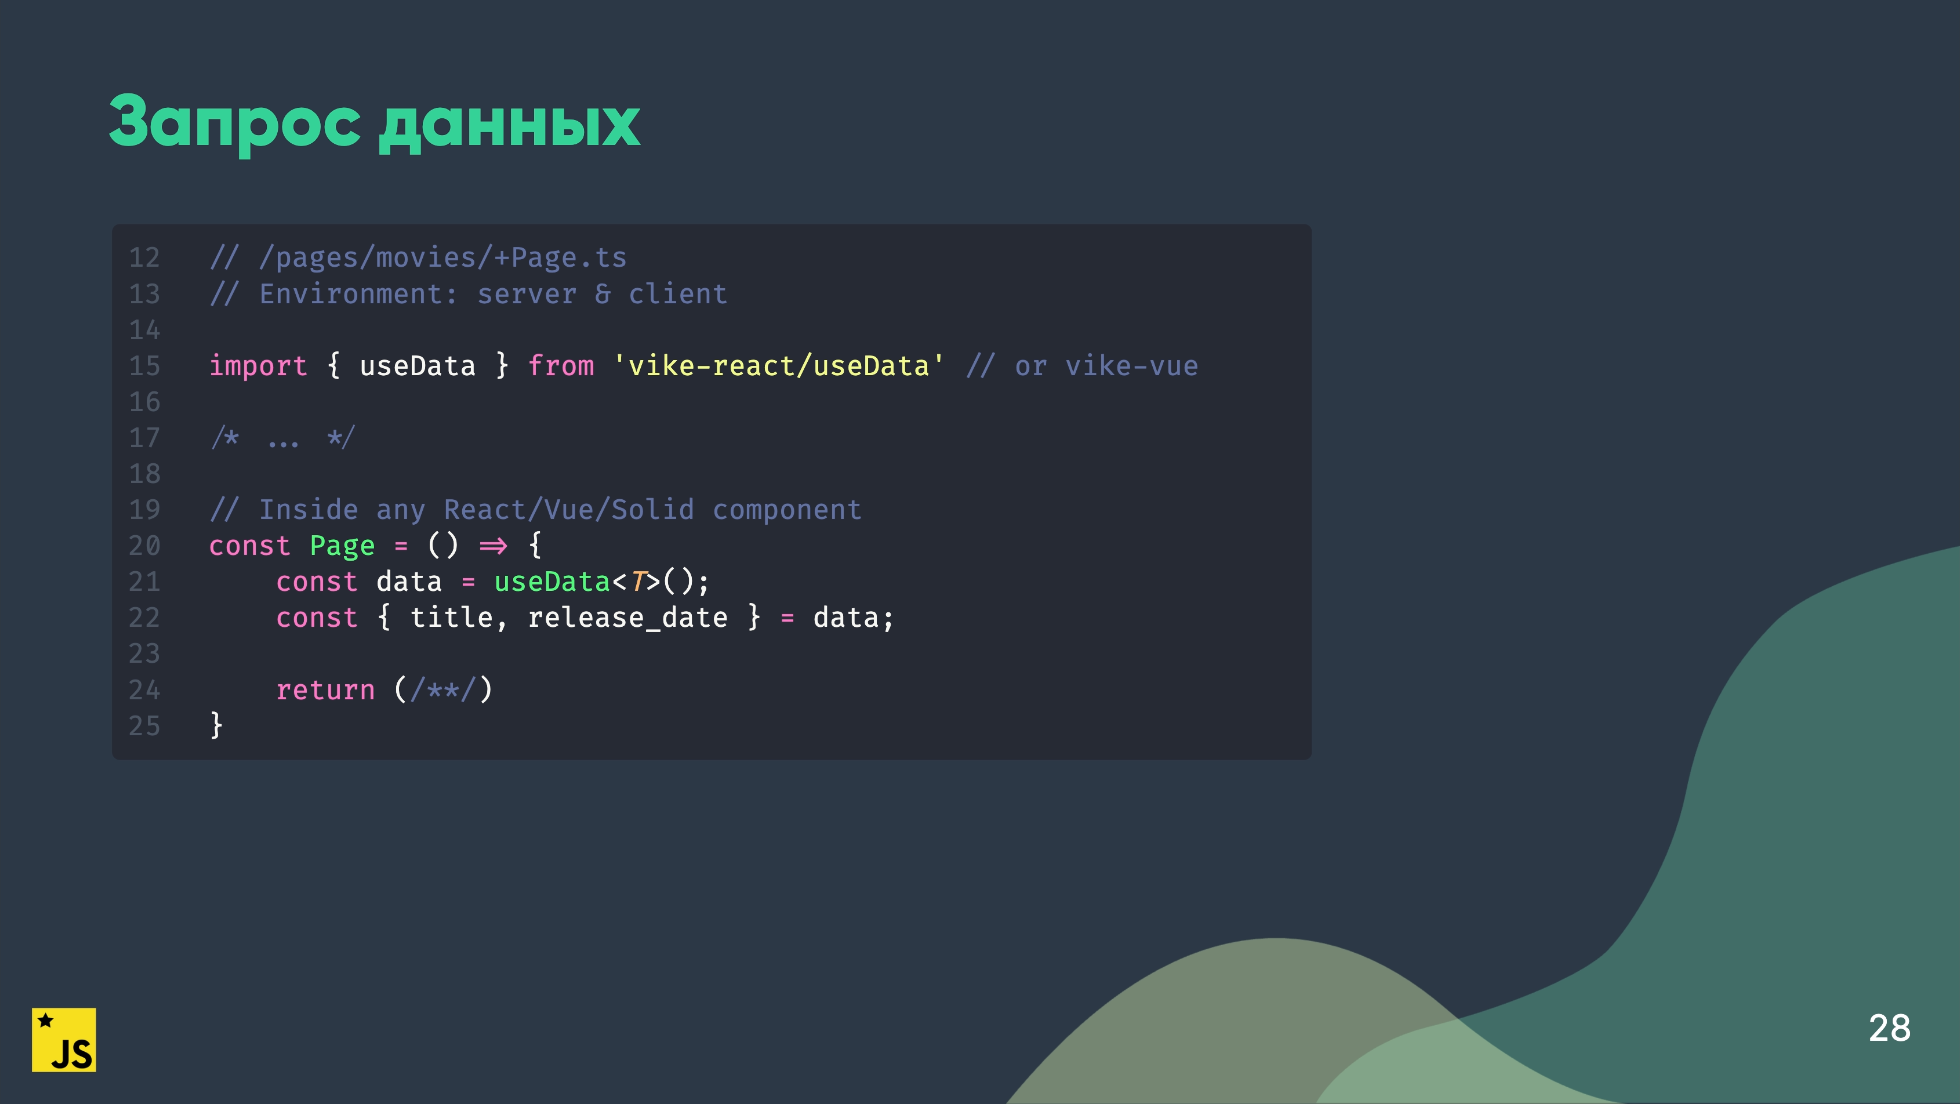 Запрос данных
12 // /pages/movies/+Page.ts
13 // Environment: server & client
14
15 import { useData } from 'vike-react/useData' // or vike-vue
16
17 /* ... */
18
19 // Inside any React/Vue/Solid component
20 const Page = () => {
21     const data = useData<T>();
22     const { title, release_date } = data;
23
24     return (/**/)
25 }
JS
28